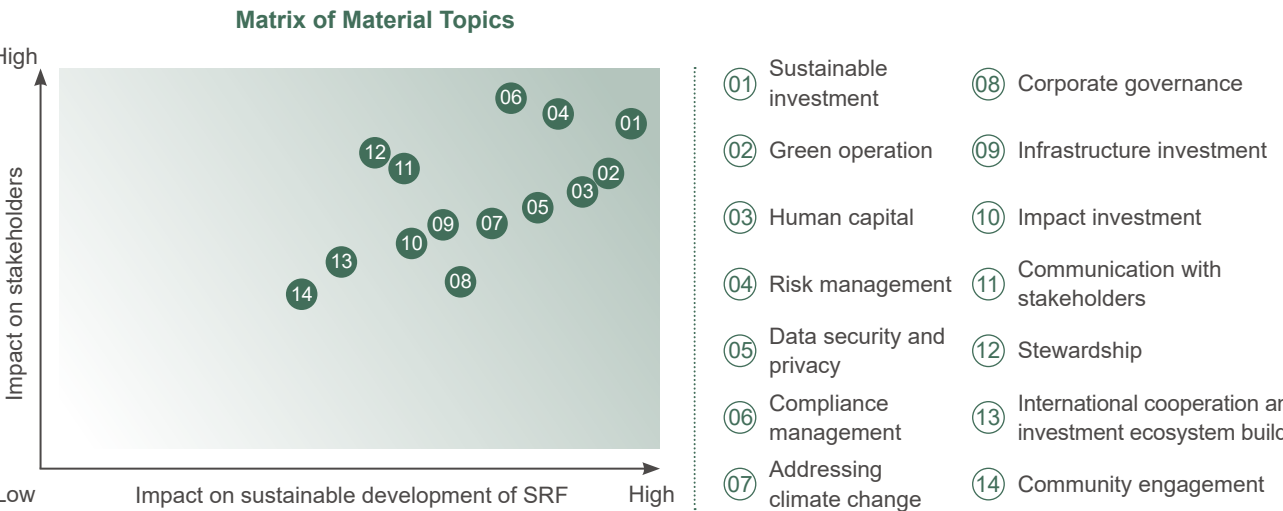 Matrix of Material Topics
High
06
04
01
12
11
02
03
05
09
07
10
13
08
14
Impact on stakeholders
Low
Impact on sustainable development of SRF
High
01 Sustainable
investment
02 Green operation
03 Human capital
04 Risk management
05 Data security and
privacy
06 Compliance
management
07 Addressing
climate change
08 Corporate governance
09 Infrastructure investment
10 Impact investment
11 Communication with
stakeholders
12 Stewardship
13 International cooperation
investment ecosystem
14 Community engagement